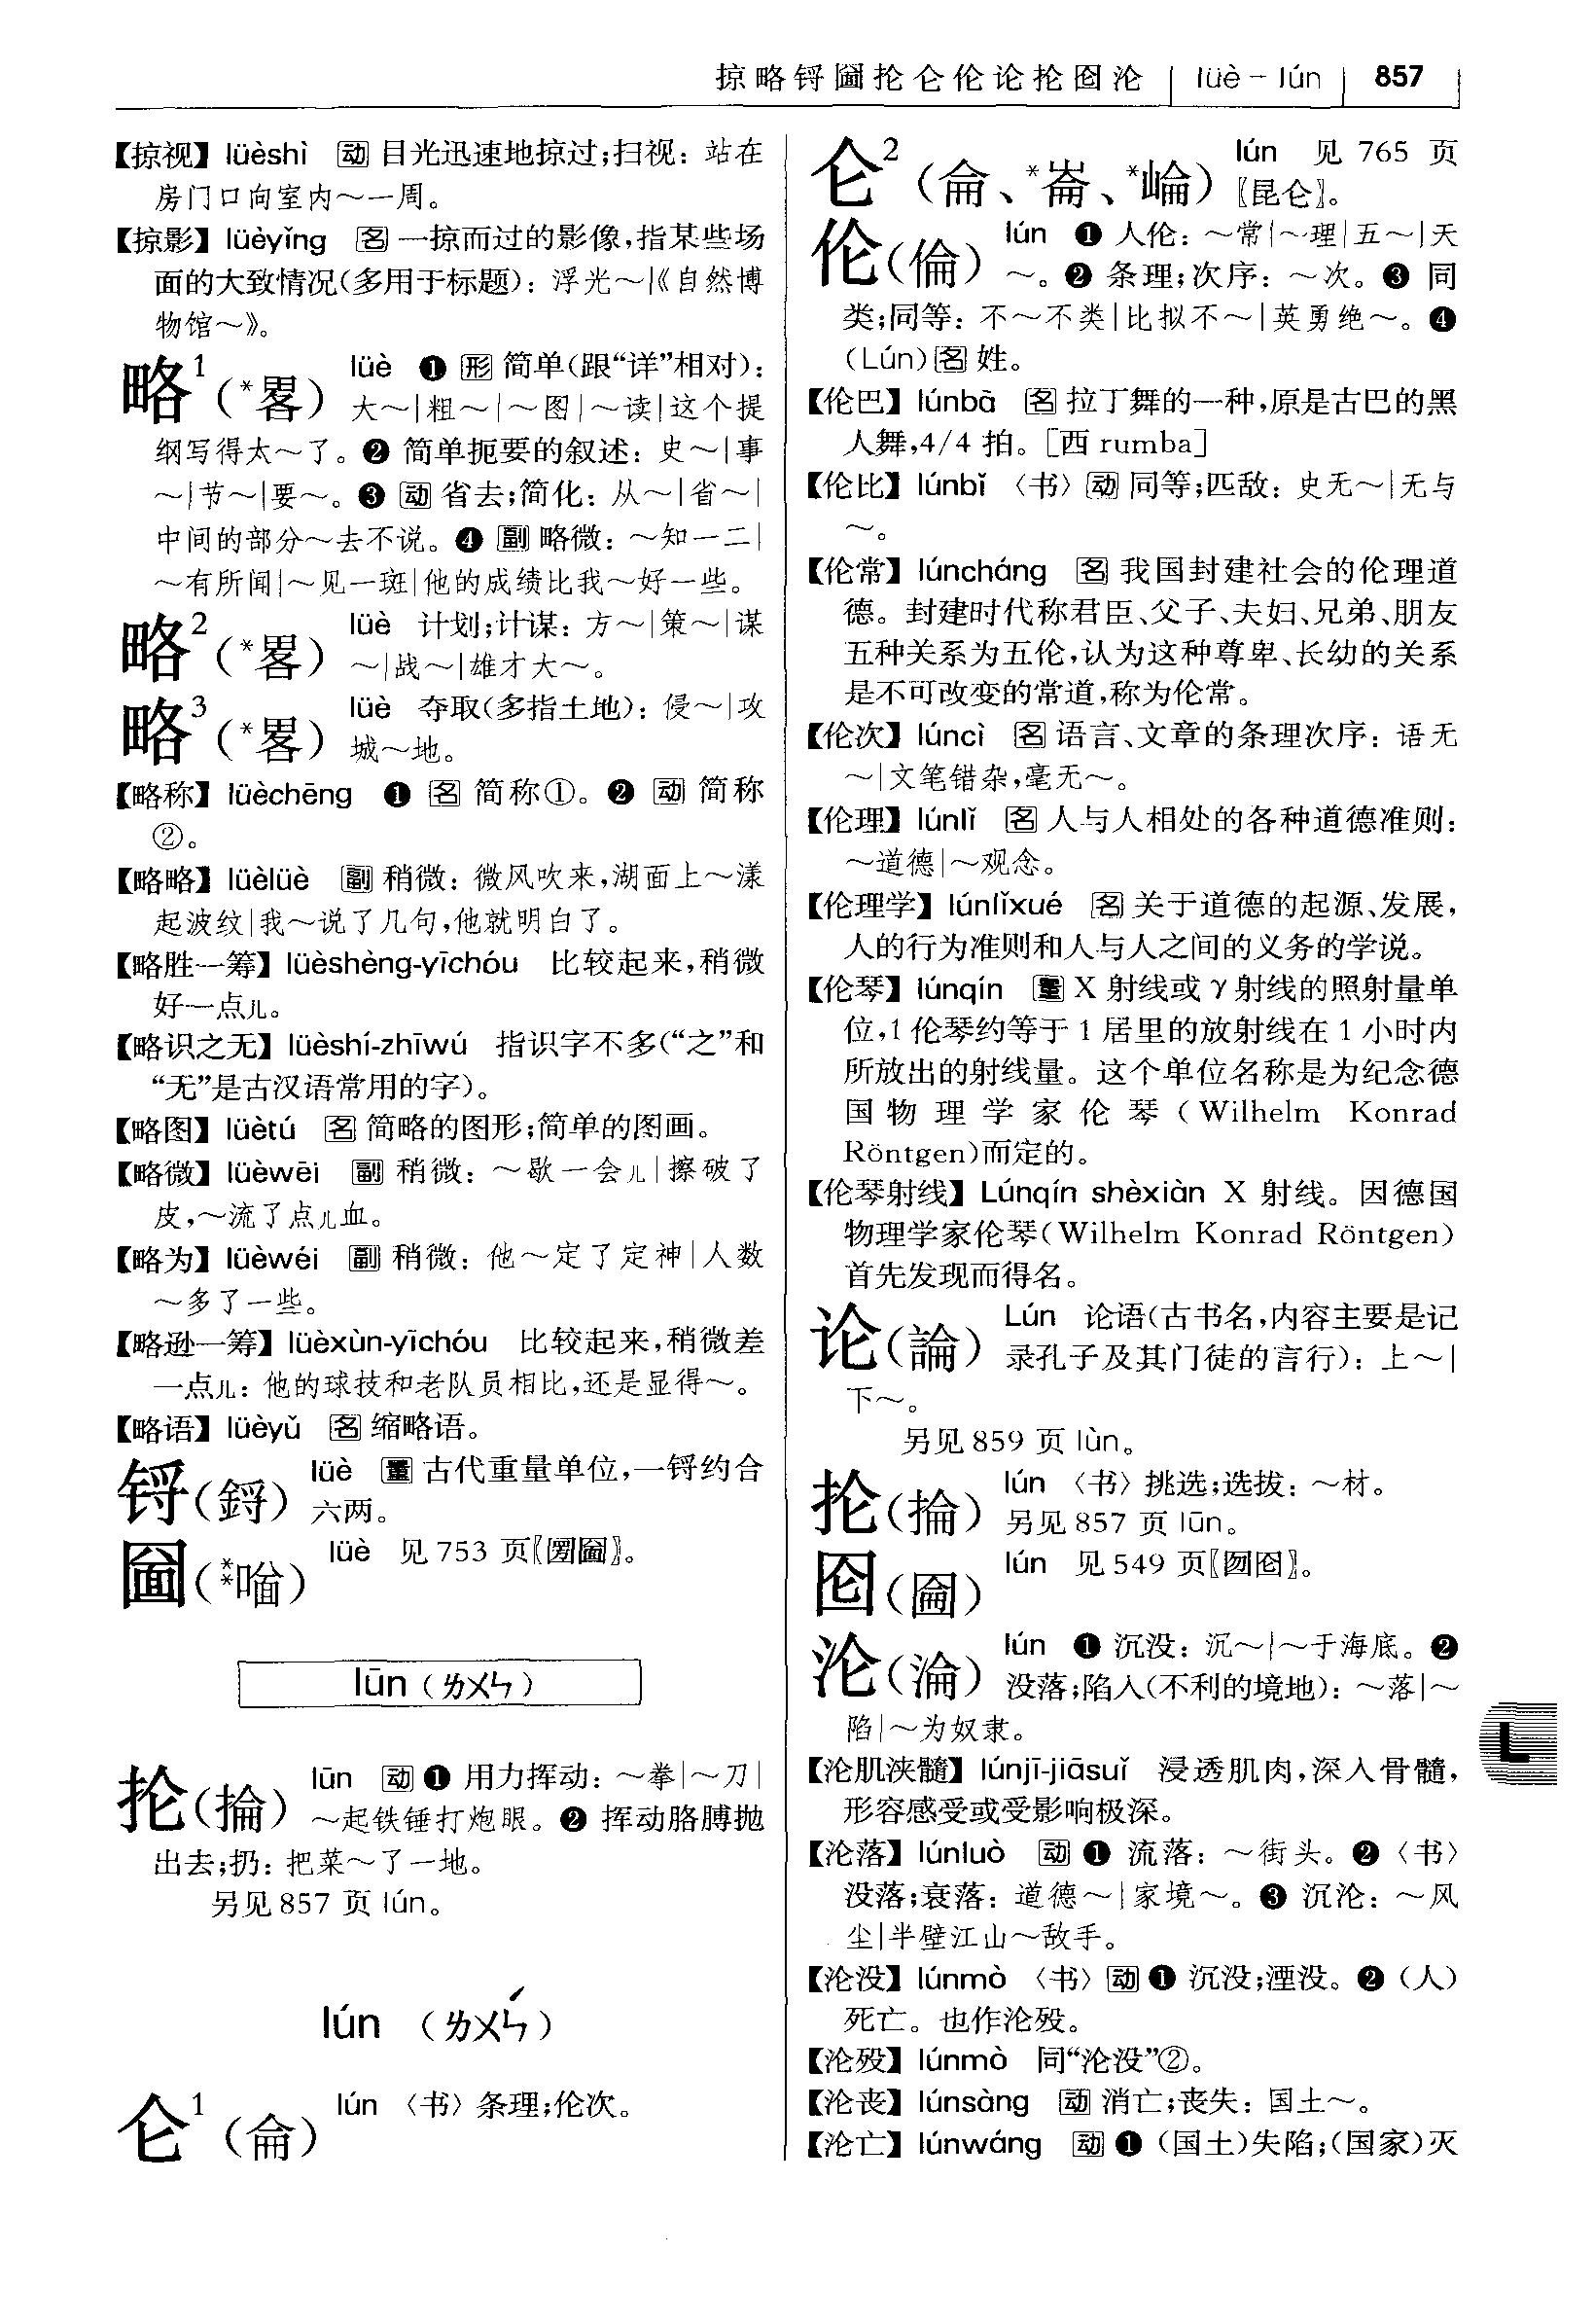 掠略锊圙抡仑伦论抡囵沦 lüè－lún 857
【掠视】lüèshì 动 目光迅速地掠过；扫视：站在
房门口向室内～一周。
【掠影】lüèyǐng 名 一掠而过的影像，指某些场
面的大致情况（多用于标题）：浮光～|《自然博
物馆～》。
略1（*畧） lüè ❶ 形 简单（跟“详”相对）：
大～|粗～|～图|～读|这个提
纲写得太～了。❷ 简单扼要的叙述：史～|事
～|节～|要～。❸ 动 省去；简化：从～|省～|
中间的部分～去不说。❹ 副 略微：～知一二|
～有所闻|～见一斑|他的成绩比我～好一些。
略2（*畧） lüè 计划；计谋：方～|策～|谋
～|战～|雄才大～。
略3（*畧） lüè 夺取（多指土地）：侵～|攻
城～地。
【略称】lüèchēng ❶ 名 简称①。❷ 动 简称
②。
【略略】lüèlüè 副 稍微：微风吹来，湖面上～漾
起波纹|我～说了几句，他就明白了。
【略胜一筹】lüèshèng-yīchóu 比较起来，稍微
好一点儿。
【略识之无】lüèshí-zhīwú 指识字不多（“之”和
“无”是古汉语常用的字）。
【略图】lüètú 名 简略的图形；简单的图画。
【略微】lüèwēi 副 稍微：～歇一会儿|擦破了
皮，～流了点儿血。
【略为】lüèwéi 副 稍微：他～定了定神|人数
～多了一些。
【略逊一筹】lüèxùn-yīchóu 比较起来，稍微差
一点儿：他的球技和老队员相比，还是显得～。
【略语】lüèyǔ 名 缩略语。
锊（鋝） lüè 量 古代重量单位，一锊约合
六两。
圙（**㖤） lüè 见 753 页〖圐圙〗。
lūn（ㄌㄨㄣ）
抡（掄） lūn 动 ❶ 用力挥动：～拳|～刀|
～起铁锤打炮眼。❷ 挥动胳膊抛
出去；扔：把菜～了一地。
另见 857 页 lún。
lún （ㄌㄨㄣˊ）
仑1（侖） lún 〈书〉条理；伦次。
仑2（侖、*崙、*崘） lún 见 765 页
〖昆仑〗。
伦（倫） lún ❶ 人伦：～常|～理|五～|天
～。❷ 条理；次序：～次。❸ 同
类；同等：不～不类|比拟不～|英勇绝～。❹
（Lún）名 姓。
【伦巴】lúnbā 名 拉丁舞的一种，原是古巴的黑
人舞，4/4 拍。［西 rumba］
【伦比】lúnbǐ 〈书〉动 同等；匹敌：史无～|无与
～。
【伦常】lúncháng 名 我国封建社会的伦理道
德。封建时代称君臣、父子、夫妇、兄弟、朋友
五种关系为五伦，认为这种尊卑、长幼的关系
是不可改变的常道，称为伦常。
【伦次】lúncì 名 语言、文章的条理次序：语无
～|文笔错杂，毫无～。
【伦理】lúnlǐ 名 人与人相处的各种道德准则：
～道德|～观念。
【伦理学】lúnlǐxué 名 关于道德的起源、发展，
人的行为准则和人与人之间的义务的学说。
【伦琴】lúnqín 量 X 射线或 γ 射线的照射量单
位，1 伦琴约等于 1 居里的放射线在 1 小时内
所放出的射线量。这个单位名称是为纪念德
国物理学家伦琴（Wilhelm Konrad
Röntgen）而定的。
【伦琴射线】Lúnqín shèxiàn X 射线。因德国
物理学家伦琴（Wilhelm Konrad Röntgen）
首先发现而得名。
论（論） Lún 论语（古书名，内容主要是记
录孔子及其门徒的言行）：上～|
下～。
另见 859 页 lùn。
抡（掄） lún 〈书〉挑选；选拔：～材。
另见 857 页 lūn。
囵（圇） lún 见 549 页〖囫囵〗。
沦（淪） lún ❶ 沉没：沉～|～于海底。❷
没落；陷入（不利的境地）：～落|～
陷|～为奴隶。
【沦肌浃髓】lúnjī-jiāsuǐ 浸透肌肉，深入骨髓，
形容感受或受影响极深。
【沦落】lúnluò 动 ❶ 流落：～街头。❷〈书〉
没落；衰落：道德～|家境～。❸ 沉沦：～风
尘|半壁江山～敌手。
【沦没】lúnmò 〈书〉动 ❶ 沉没；湮没。❷（人）
死亡。也作沦殁。
【沦殁】lúnmò 同“沦没”②。
【沦丧】lúnsàng 动 消亡；丧失：国土～。
【沦亡】lúnwáng 动 ❶（国土）失陷；（国家）灭
L